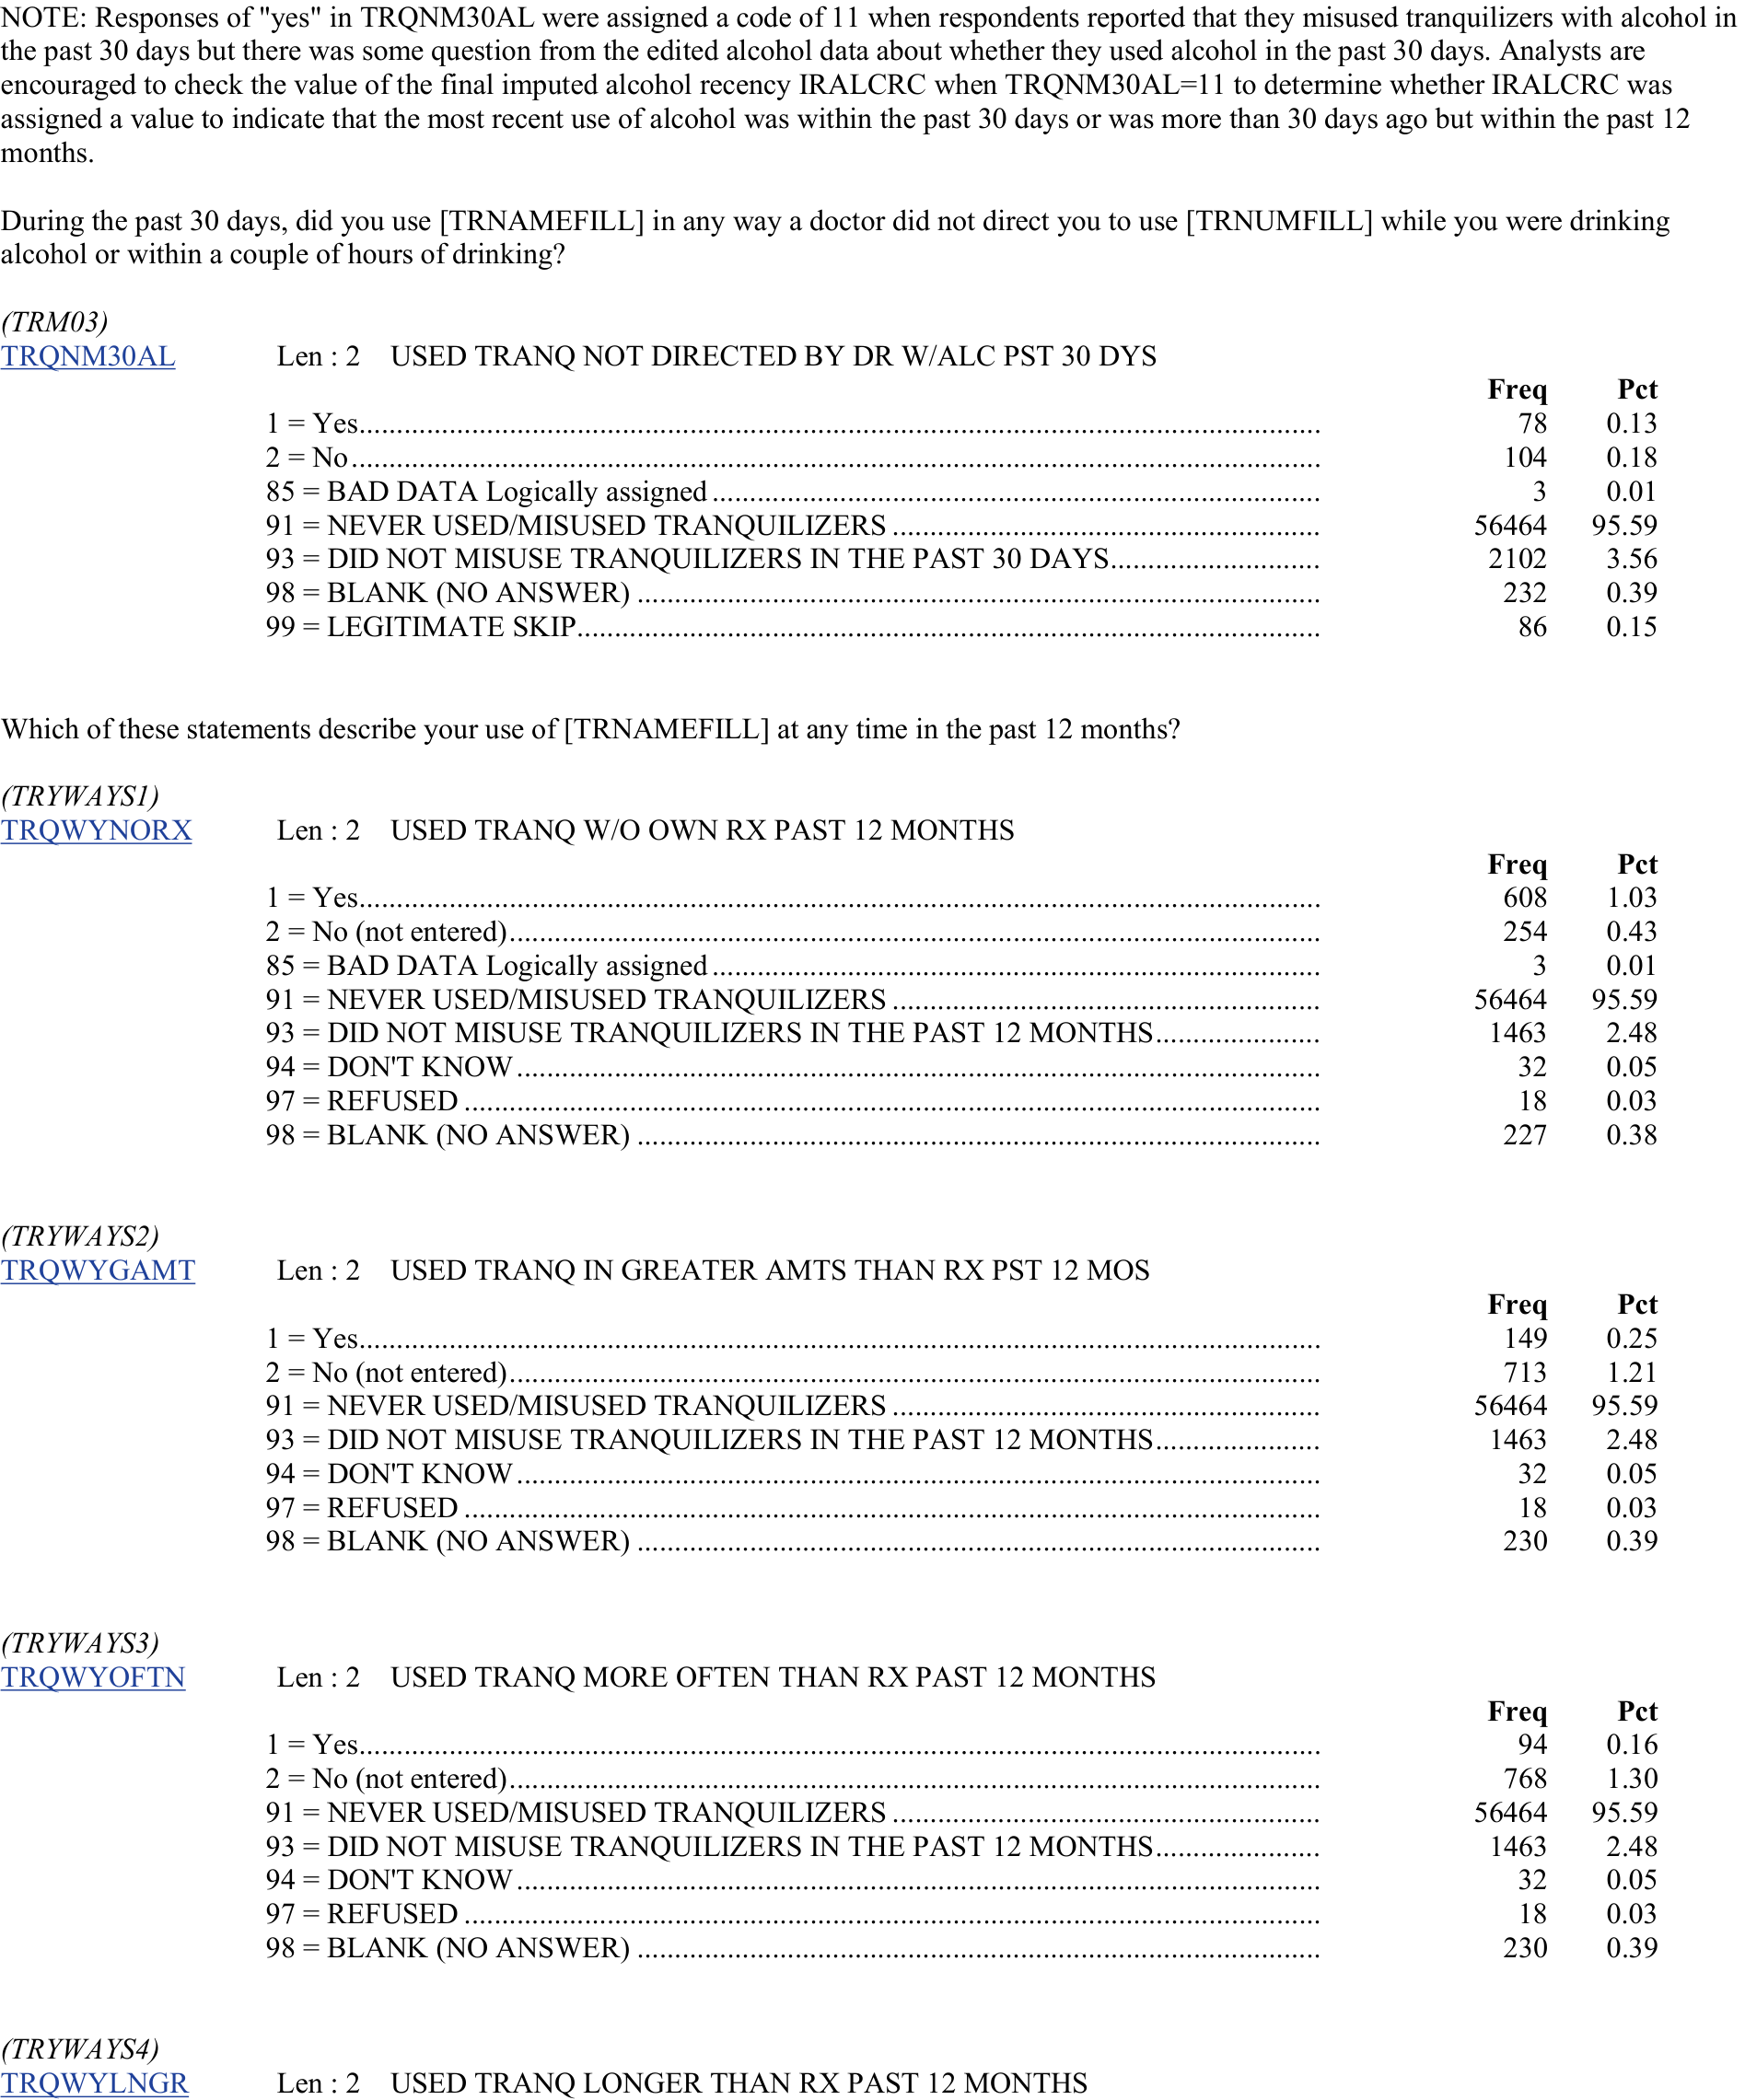 NOTE: Responses of "yes" in TRQNM30AL were assigned a code of 11 when respondents reported that they misused tranquilizers with alcohol in
the past 30 days but there was some question from the edited alcohol data about whether they used alcohol in the past 30 days. Analysts are
encouraged to check the value of the final imputed alcohol recency IRALCRC when TRQNM30AL=11 to determine whether IRALCRC was
assigned a value to indicate that the most recent use of alcohol was within the past 30 days or was more than 30 days ago but within the past 12
months.
During the past 30 days, did you use [TRNAMEFILL] in any way a doctor did not direct you to use [TRNUMFILL] while you were drinking
alcohol or within a couple of hours of drinking?
(TRM03)
TRQNM30AL Len : 2 USED TRANQ NOT DIRECTED BY DR W/ALC PST 30 DYS
Freq Pct
1 = Yes 78 0.13
2 = No 104 0.18
85 = BAD DATA Logically assigned 3 0.01
91 = NEVER USED/MISUSED TRANQUILIZERS 56464 95.59
93 = DID NOT MISUSE TRANQUILIZERS IN THE PAST 30 DAYS 2102 3.56
98 = BLANK (NO ANSWER) 232 0.39
99 = LEGITIMATE SKIP 86 0.15
Which of these statements describe your use of [TRNAMEFILL] at any time in the past 12 months?
(TRYWAYS1)
TRQWYNORX Len : 2 USED TRANQ W/O OWN RX PAST 12 MONTHS
Freq Pct
1 = Yes 608 1.03
2 = No (not entered) 254 0.43
85 = BAD DATA Logically assigned 3 0.01
91 = NEVER USED/MISUSED TRANQUILIZERS 56464 95.59
93 = DID NOT MISUSE TRANQUILIZERS IN THE PAST 12 MONTHS 1463 2.48
94 = DON'T KNOW 32 0.05
97 = REFUSED 18 0.03
98 = BLANK (NO ANSWER) 227 0.38
(TRYWAYS2)
TRQWYGAMT Len : 2 USED TRANQ IN GREATER AMTS THAN RX PST 12 MOS
Freq Pct
1 = Yes 149 0.25
2 = No (not entered) 713 1.21
91 = NEVER USED/MISUSED TRANQUILIZERS 56464 95.59
93 = DID NOT MISUSE TRANQUILIZERS IN THE PAST 12 MONTHS 1463 2.48
94 = DON'T KNOW 32 0.05
97 = REFUSED 18 0.03
98 = BLANK (NO ANSWER) 230 0.39
(TRYWAYS3)
TRQWYOFTN Len : 2 USED TRANQ MORE OFTEN THAN RX PAST 12 MONTHS
Freq Pct
1 = Yes 94 0.16
2 = No (not entered) 768 1.30
91 = NEVER USED/MISUSED TRANQUILIZERS 56464 95.59
93 = DID NOT MISUSE TRANQUILIZERS IN THE PAST 12 MONTHS 1463 2.48
94 = DON'T KNOW 32 0.05
97 = REFUSED 18 0.03
98 = BLANK (NO ANSWER) 230 0.39
(TRYWAYS4)
TRQWYLNGR Len : 2 USED TRANQ LONGER THAN RX PAST 12 MONTHS